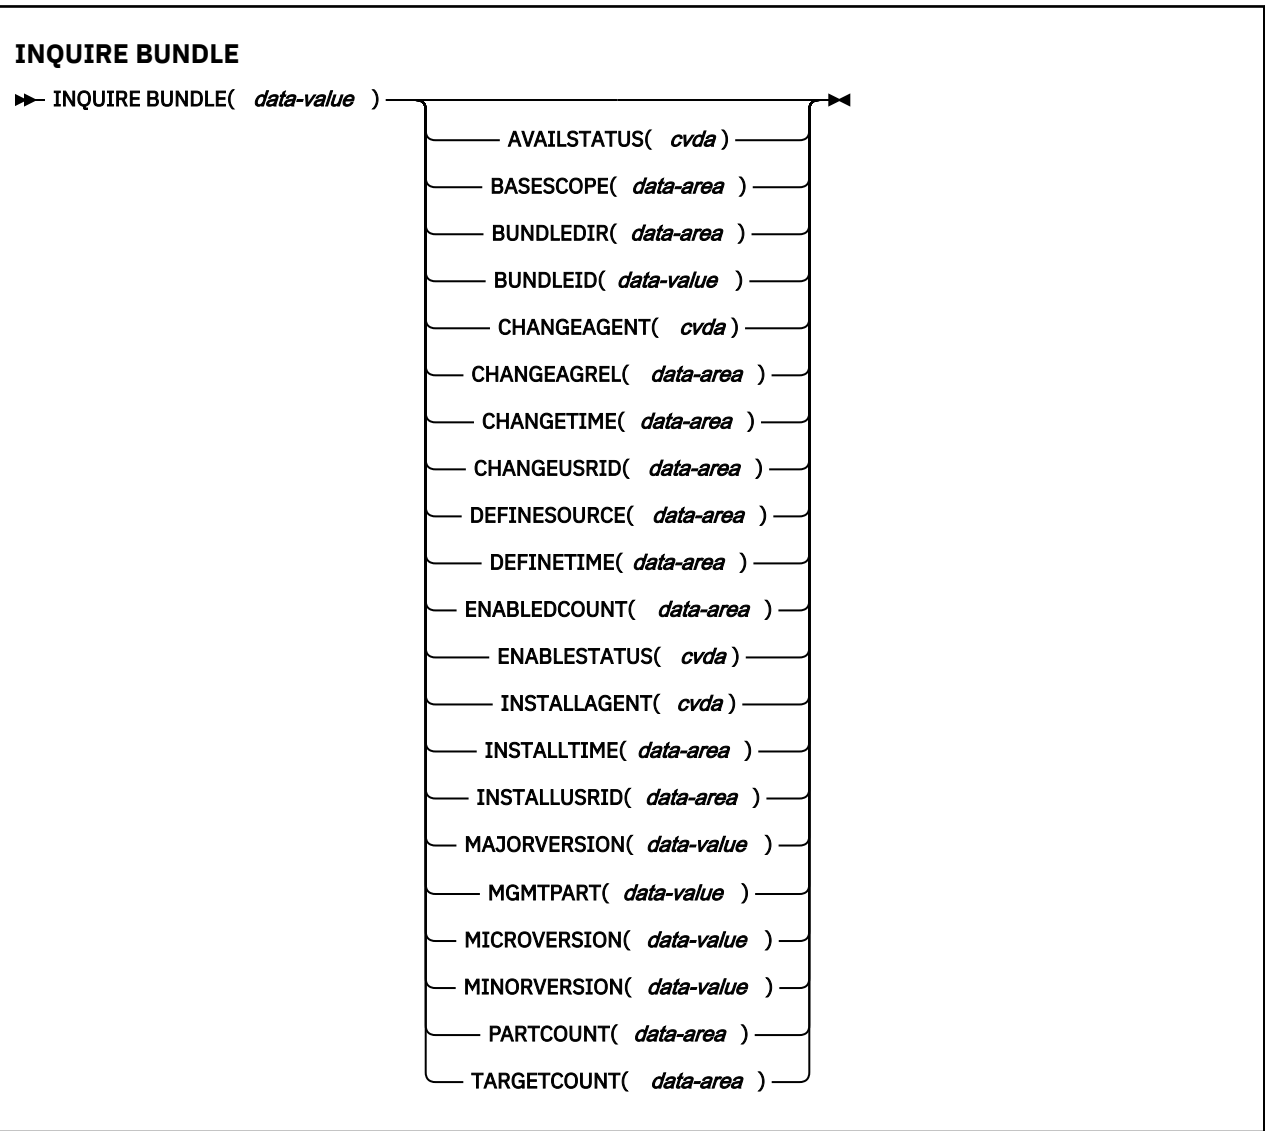 INQUIRE BUNDLE
INQUIRE BUNDLE( data-value )
AVAILSTATUS( cvda )
BASESCOPE( data-area )
BUNDLEDIR( data-area )
BUNDLEID( data-value )
CHANGEAGENT( cvda )
CHANGEAGREL( data-area )
CHANGETIME( data-area )
CHANGEUSRID( data-area )
DEFINESOURCE( data-area )
DEFINETIME( data-area )
ENABLEDCOUNT( data-area )
ENABLESTATUS( cvda )
INSTALLAGENT( cvda )
INSTALLTIME( data-area )
INSTALLUSRID( data-area )
MAJORVERSION( data-value )
MGMTPART( data-value )
MICROVERSION( data-value )
MINORVERSION( data-value )
PARTCOUNT( data-area )
TARGETCOUNT( data-area )